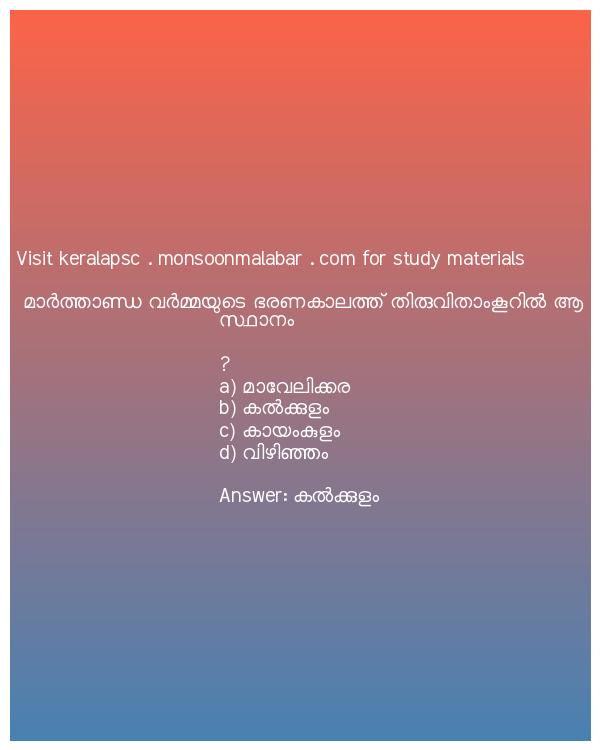 Visit keralapsc . monsoonmalabar . com for study materials
മാർത്താണ്ഡ വർമ്മയുടെ ഭരണകാലത്ത് തിരുവിതാംകൂറിൽ ആ
സ്ഥാനം
?
a) മാവേലിക്കര
b) കൽക്കുളം
c) കായംകുളം
d) വിഴിഞ്ഞം
Answer: കൽക്കുളം